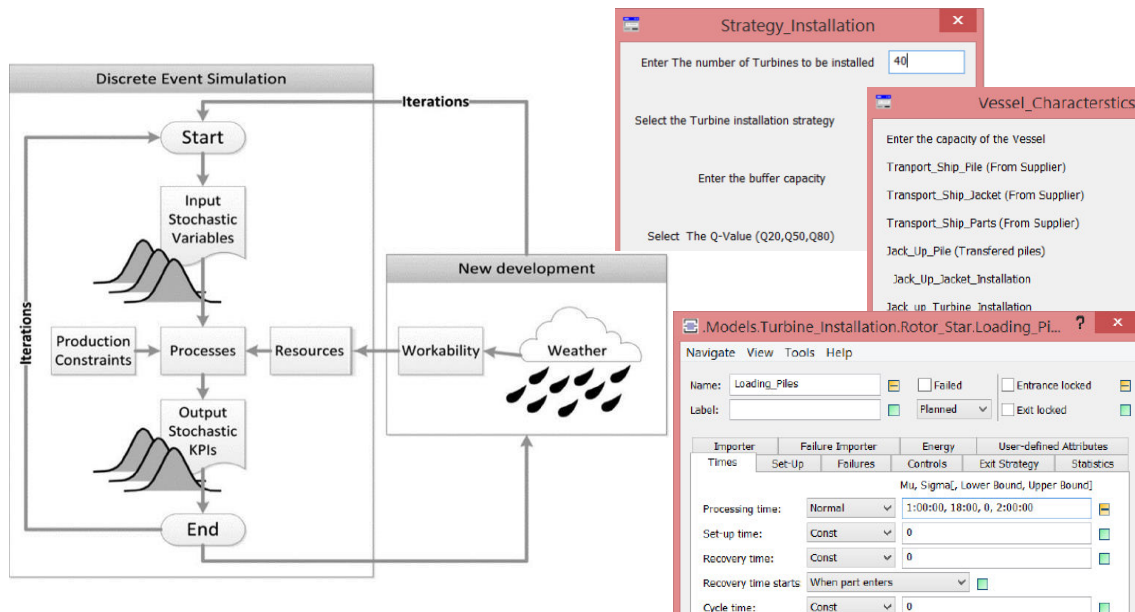 Discrete Event Simulation
Iterations
Start
Input
Stochastic
Variables
Iterations
New development
Production
Constraints
Processes
Resources
Workability
Weather
Output
Stochastic
KPIs
End
Strategy_Installation
Enter The number of Turbines to be installed 40
Select the Turbine installation strategy
Enter the buffer capacity
Select The Q-Value (Q20,Q50,Q80)
Vessel_Characterstics
Enter the capacity of the Vessel
Tranport_Ship_Pile (From Supplier)
Transport_Ship_Jacket (From Supplier)
Transport_Ship_Parts (From Supplier)
Jack_Up_Pile (Transfered piles)
Jack_Up_Jacket_Installation
Jack_up_Turbine_Installation
.Models.Turbine_Installation.Rotor_Star.Loading_Pi... ?
Navigate View Tools Help
Name: Loading_Piles Failed Entrance locked
Label: Planned Exit locked
Importer Failure Importer Energy User-defined Attributes
Times Set-Up Failures Controls Exit Strategy Statistics
Mu, Sigma[, Lower Bound, Upper Bound]
Processing time: Normal 1:00:00, 18:00, 0, 2:00:00
Set-up time: Const 0
Recovery time: Const 0
Recovery time starts When part enters
Cycle time: Const 0